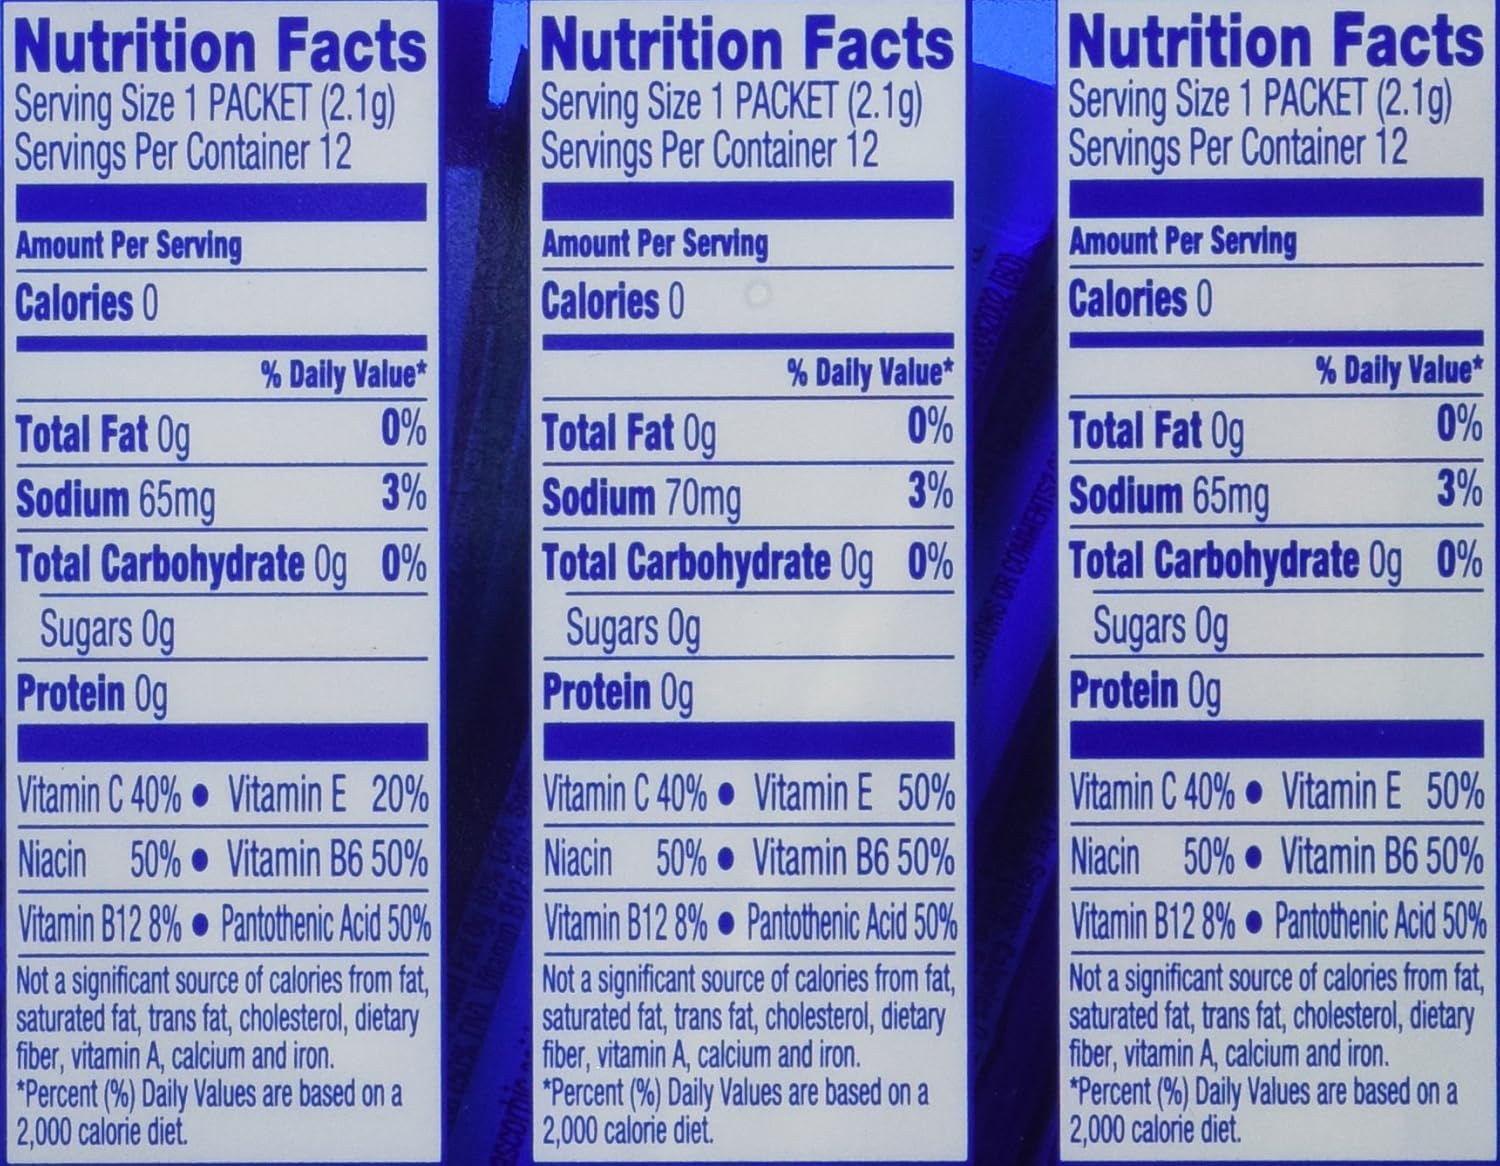 Nutrition Facts
Serving Size 1 PACKET (2.1g)
Servings Per Container 12
Amount Per Serving
Calories 0
% Daily Value*
Total Fat 0g 0%
Sodium 65mg 3%
Total Carbohydrate 0g 0%
Sugars 0g
Protein 0g
Vitamin C 40% • Vitamin E 20%
Niacin 50% • Vitamin B6 50%
Vitamin B12 8% • Pantothenic Acid 50%
Not a significant source of calories from fat,
saturated fat, trans fat, cholesterol, dietary
fiber, vitamin A, calcium and iron.
*Percent (%) Daily Values are based on a
2,000 calorie diet.
Nutrition Facts
Serving Size 1 PACKET (2.1g)
Servings Per Container 12
Amount Per Serving
Calories 0
% Daily Value*
Total Fat 0g 0%
Sodium 70mg 3%
Total Carbohydrate 0g 0%
Sugars 0g
Protein 0g
Vitamin C 40% • Vitamin E 50%
Niacin 50% • Vitamin B6 50%
Vitamin B12 8% • Pantothenic Acid 50%
Not a significant source of calories from fat,
saturated fat, trans fat, cholesterol, dietary
fiber, vitamin A, calcium and iron.
*Percent (%) Daily Values are based on a
2,000 calorie diet.
Nutrition Facts
Serving Size 1 PACKET (2.1g)
Servings Per Container 12
Amount Per Serving
Calories 0
% Daily Value*
Total Fat 0g 0%
Sodium 65mg 3%
Total Carbohydrate 0g 0%
Sugars 0g
Protein 0g
Vitamin C 40% • Vitamin E 50%
Niacin 50% • Vitamin B6 50%
Vitamin B12 8% • Pantothenic Acid 50%
Not a significant source of calories from fat,
saturated fat, trans fat, cholesterol, dietary
fiber, vitamin A, calcium and iron.
*Percent (%) Daily Values are based on a
2,000 calorie diet.
OR COMMENTS?